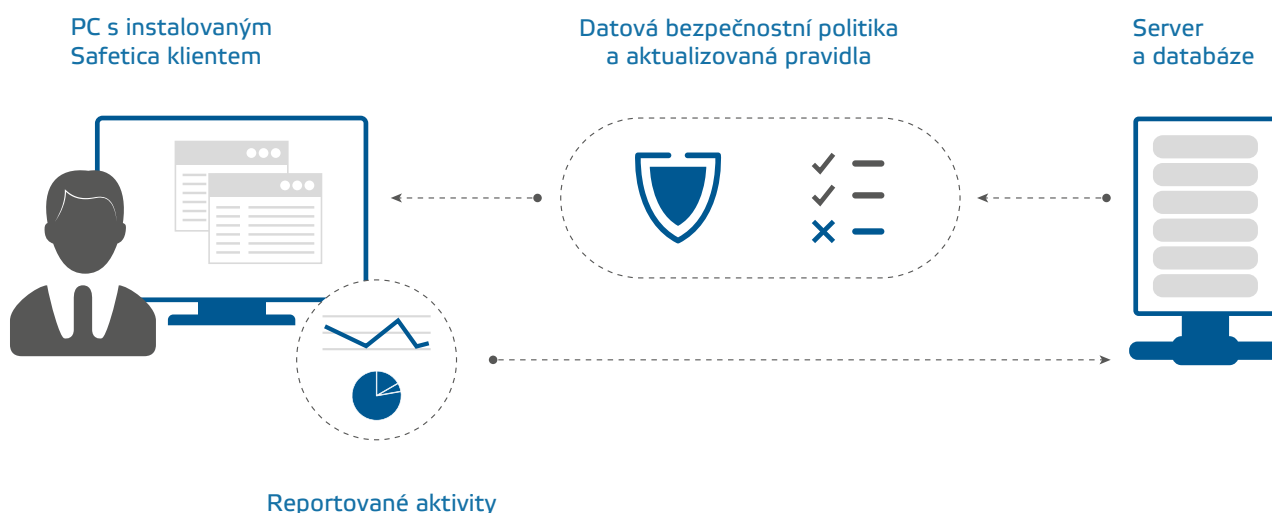 PC s instalovaným
Safetica klientem
Datová bezpečnostní politika
a aktualizovaná pravidla
Server
a databáze
Reportované aktivity